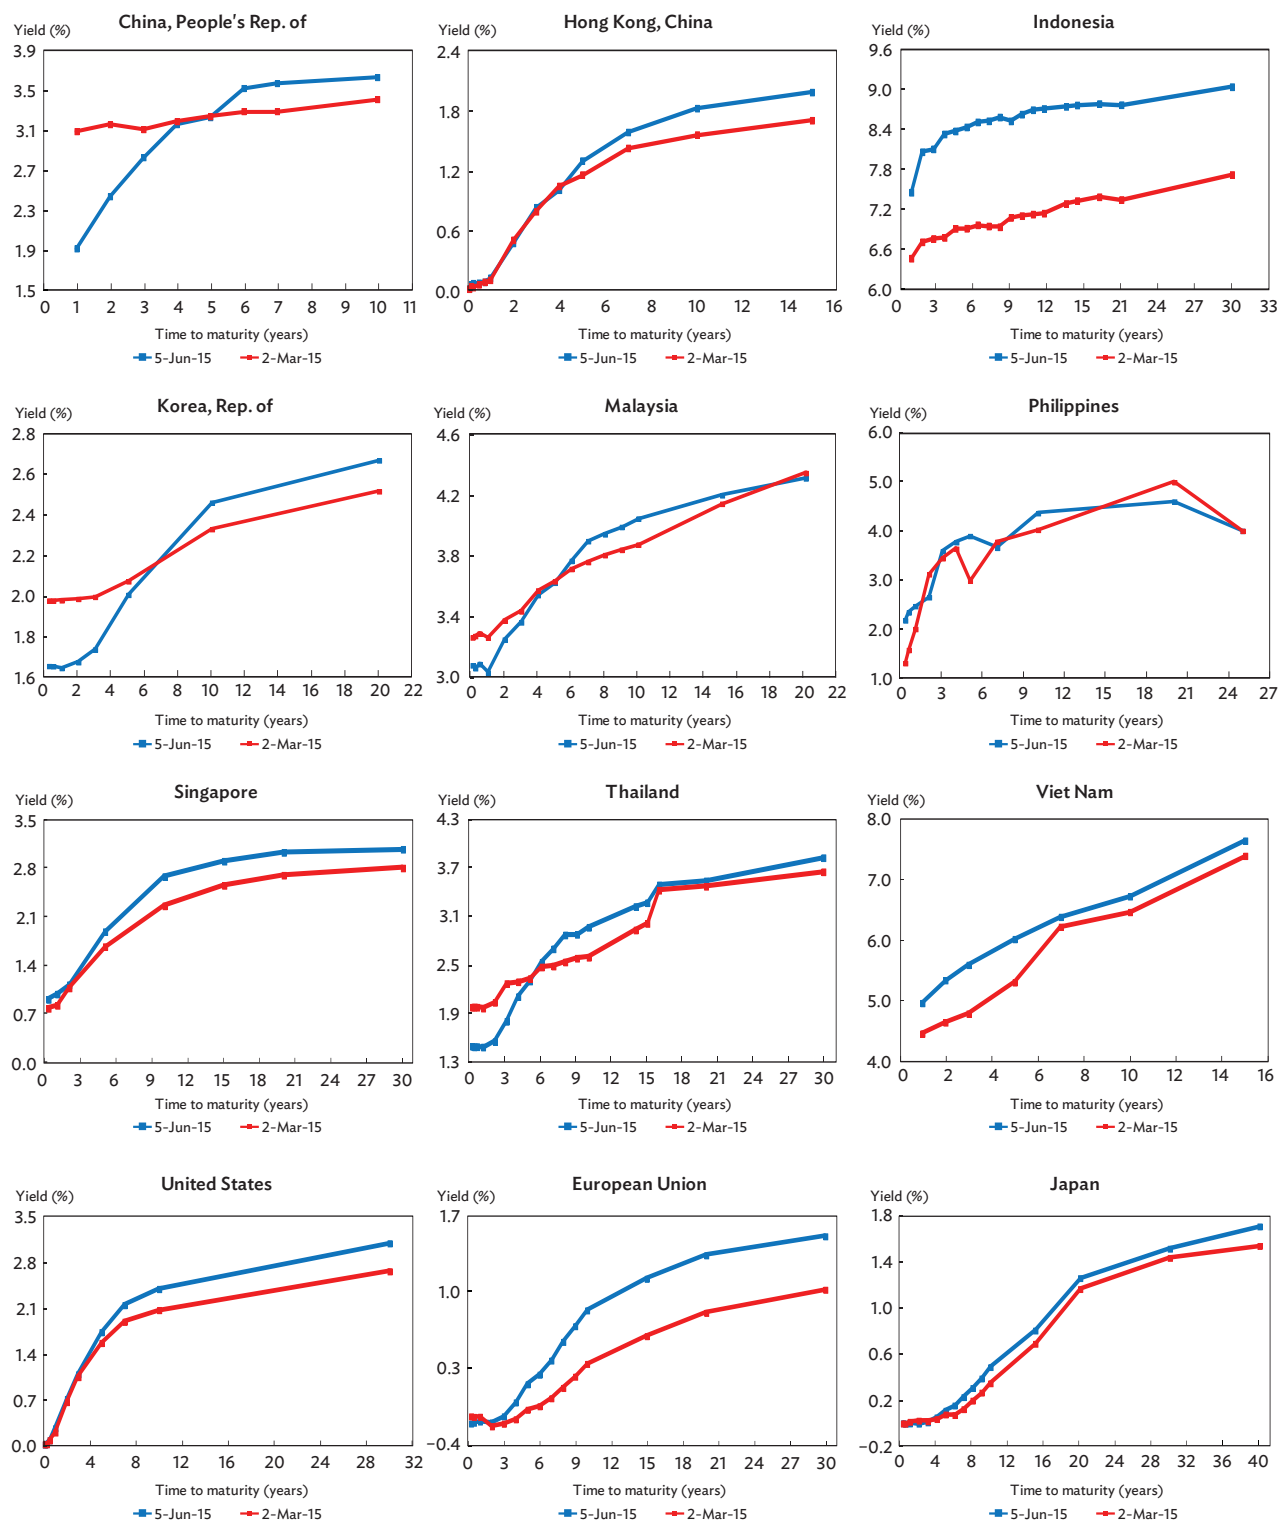 China, People's Rep. of
Yield (%)
3.9
3.5
3.1
2.7
2.3
1.9
1.5
0 1 2 3 4 5 6 7 8 9 10 11
Time to maturity (years)
5-Jun-15 2-Mar-15
Hong Kong, China
Yield (%)
2.4
1.8
1.2
0.6
0.0
0 2 4 6 8 10 12 14 16
Time to maturity (years)
5-Jun-15 2-Mar-15
Indonesia
Yield (%)
9.6
9.0
8.4
7.8
7.2
6.6
6.0
0 3 6 9 12 15 18 21 24 27 30 33
Time to maturity (years)
5-Jun-15 2-Mar-15
Korea, Rep. of
Yield (%)
2.8
2.6
2.4
2.2
2.0
1.8
1.6
0 2 4 6 8 10 12 14 16 18 20 22
Time to maturity (years)
5-Jun-15 2-Mar-15
Malaysia
Yield (%)
4.6
4.2
3.8
3.4
3.0
0 2 4 6 8 10 12 14 16 18 20 22
Time to maturity (years)
5-Jun-15 2-Mar-15
Philippines
Yield (%)
6.0
5.0
4.0
3.0
2.0
1.0
0 3 6 9 12 15 18 21 24 27
Time to maturity (years)
5-Jun-15 2-Mar-15
Singapore
Yield (%)
3.5
2.8
2.1
1.4
0.7
0.0
0 3 6 9 12 15 18 21 24 27 30
Time to maturity (years)
5-Jun-15 2-Mar-15
Thailand
Yield (%)
4.3
3.7
3.1
2.5
1.9
1.3
0 3 6 9 12 15 18 21 24 27 30
Time to maturity (years)
5-Jun-15 2-Mar-15
Viet Nam
Yield (%)
8.0
7.0
6.0
5.0
4.0
0 2 4 6 8 10 12 14 16
Time to maturity (years)
5-Jun-15 2-Mar-15
United States
Yield (%)
3.5
2.8
2.1
1.4
0.7
0.0
0 4 8 12 16 20 24 28 32
Time to maturity (years)
5-Jun-15 2-Mar-15
European Union
Yield (%)
1.7
1.0
0.3
−0.4
0 3 6 9 12 15 18 21 24 27 30
Time to maturity (years)
5-Jun-15 2-Mar-15
Japan
Yield (%)
1.8
1.4
1.0
0.6
0.2
−0.2
0 4 8 12 16 20 24 28 32 36 40
Time to maturity (years)
5-Jun-15 2-Mar-15